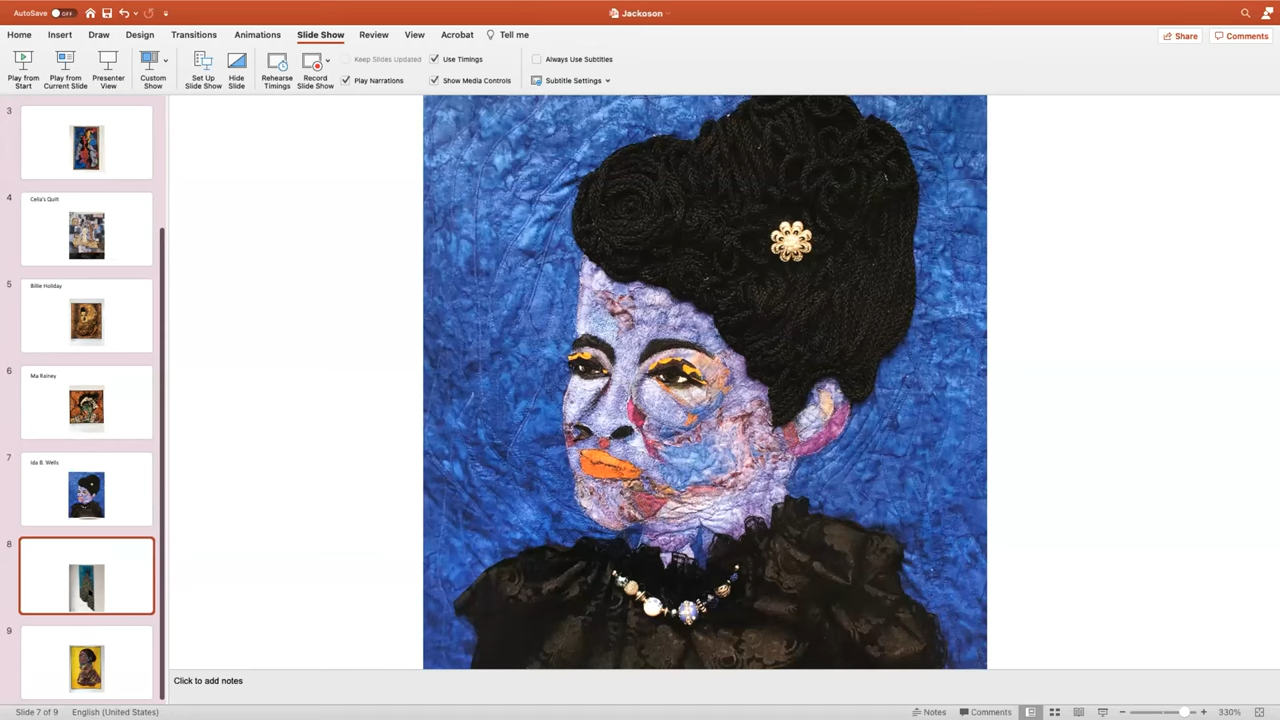 AutoSave OFF
Jackoson
Home Insert Draw Design Transitions Animations Slide Show Review View Acrobat Tell me
Share Comments
Play from Start
Play from Current Slide
Presenter View
Custom Show
Set Up Slide Show
Hide Slide
Rehearse Timings
Record Slide Show
Keep Slides Updated
Play Narrations
Use Timings
Show Media Controls
Always Use Subtitles
Subtitle Settings
3
4
Celia's Quilt
5
Billie Holiday
6
Ma Rainey
7
Ida B. Wells
8
9
Click to add notes
Slide 7 of 9 English (United States) Notes Comments 330%